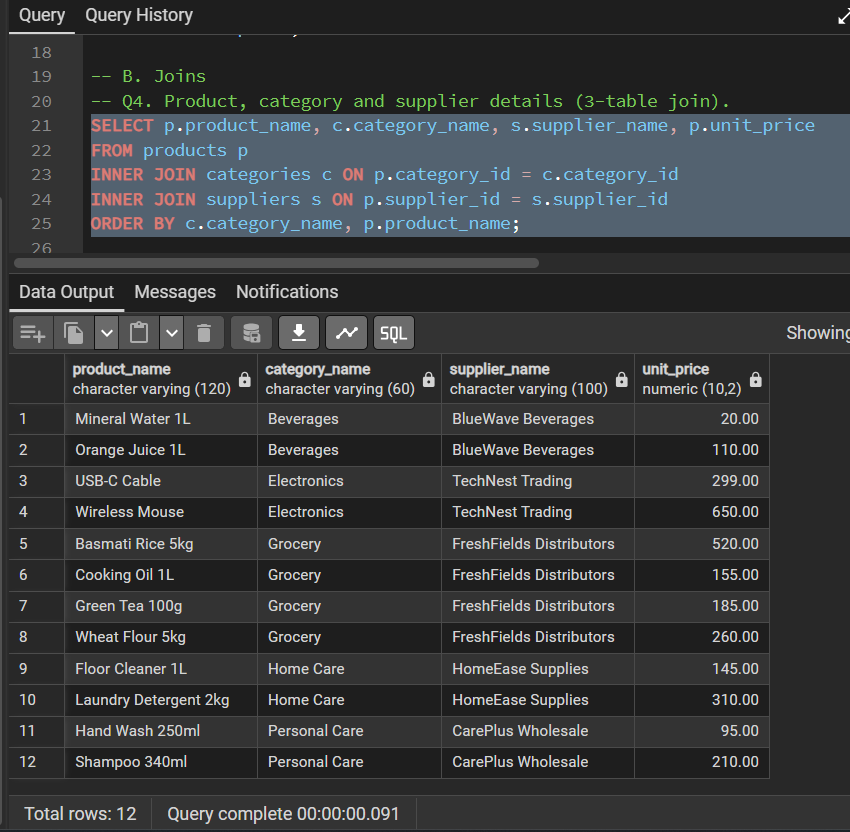 Query Query History
18
19 -- B. Joins
20 -- Q4. Product, category and supplier details (3-table join).
21 SELECT p.product_name, c.category_name, s.supplier_name, p.unit_price
22 FROM products p
23 INNER JOIN categories c ON p.category_id = c.category_id
24 INNER JOIN suppliers s ON p.supplier_id = s.supplier_id
25 ORDER BY c.category_name, p.product_name;
26
Data Output Messages Notifications
SQL Showing
product_name category_name supplier_name unit_price
character varying (120) character varying (60) character varying (100) numeric (10,2)
1 Mineral Water 1L Beverages BlueWave Beverages 20.00
2 Orange Juice 1L Beverages BlueWave Beverages 110.00
3 USB-C Cable Electronics TechNest Trading 299.00
4 Wireless Mouse Electronics TechNest Trading 650.00
5 Basmati Rice 5kg Grocery FreshFields Distributors 520.00
6 Cooking Oil 1L Grocery FreshFields Distributors 155.00
7 Green Tea 100g Grocery FreshFields Distributors 185.00
8 Wheat Flour 5kg Grocery FreshFields Distributors 260.00
9 Floor Cleaner 1L Home Care HomeEase Supplies 145.00
10 Laundry Detergent 2kg Home Care HomeEase Supplies 310.00
11 Hand Wash 250ml Personal Care CarePlus Wholesale 95.00
12 Shampoo 340ml Personal Care CarePlus Wholesale 210.00
Total rows: 12 Query complete 00:00:00.091